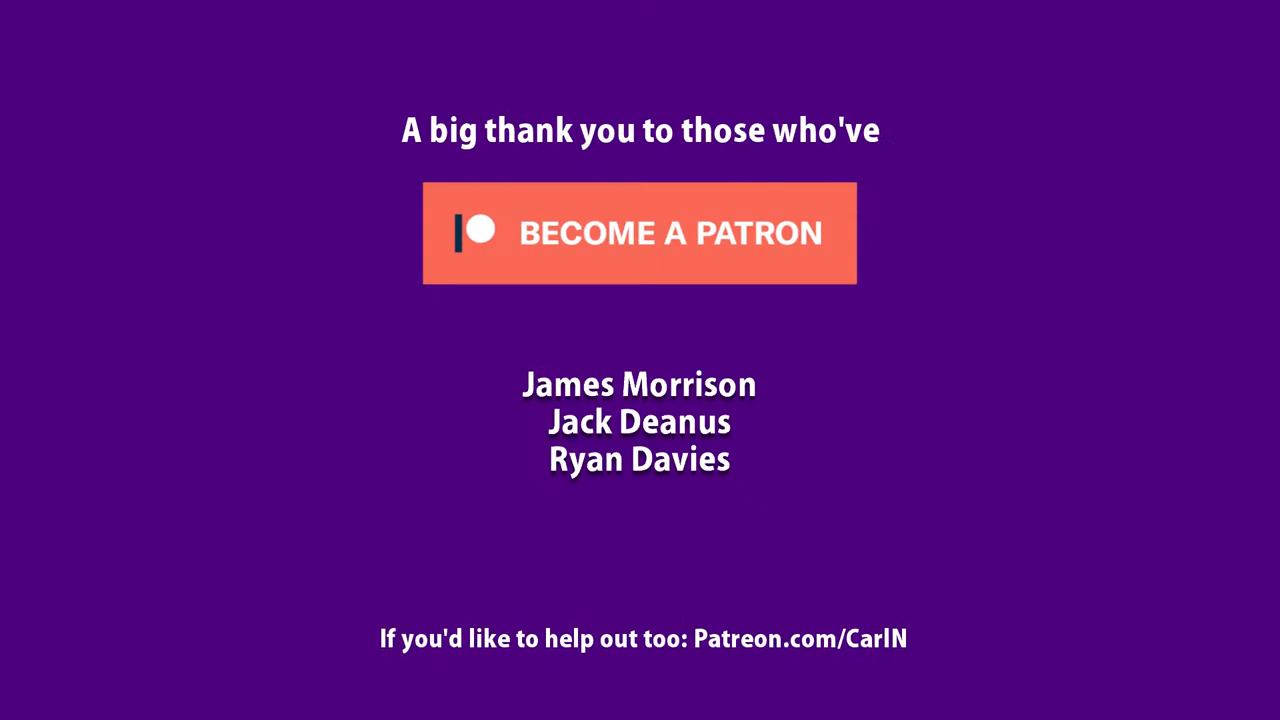 A big thank you to those who've
BECOME A PATRON
James Morrison
Jack Deanus
Ryan Davies
If you'd like to help out too: Patreon.com/CarlN